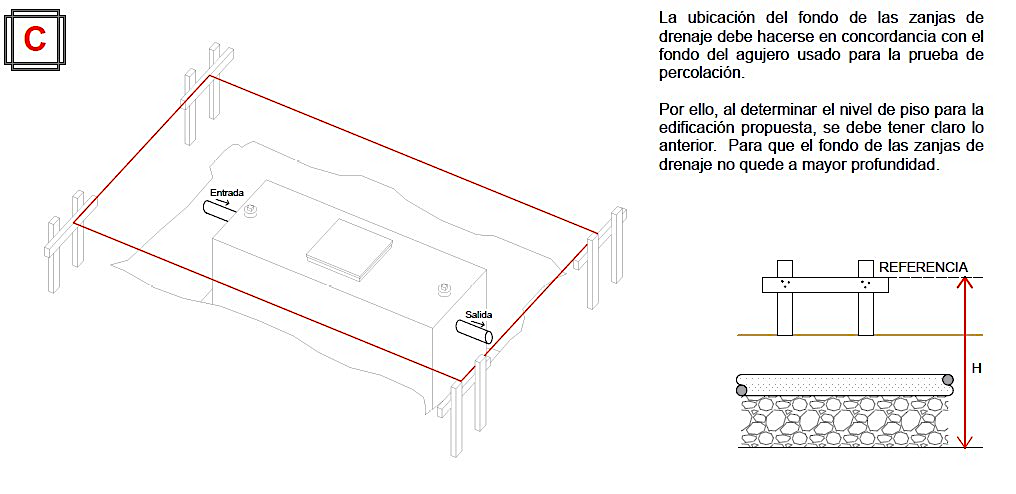 C
La ubicación del fondo de las zanjas de
drenaje debe hacerse en concordancia con el
fondo del agujero usado para la prueba de
percolación.
Por ello, al determinar el nivel de piso para la
edificación propuesta, se debe tener claro lo
anterior. Para que el fondo de las zanjas de
drenaje no quede a mayor profundidad.
Entrada
Salida
REFERENCIA
H